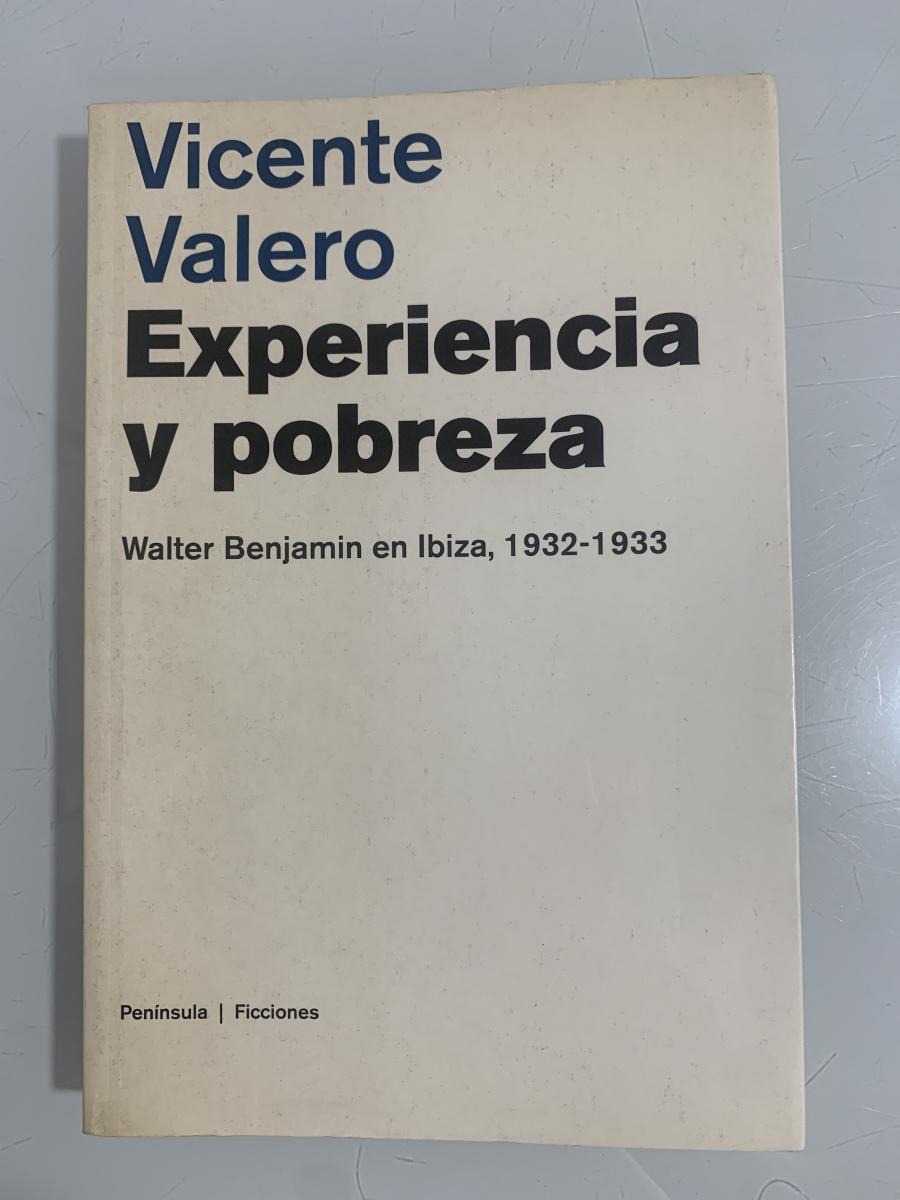 Vicente
Valero
Experiencia
y pobreza
Walter Benjamin en Ibiza, 1932-1933
Península | Ficciones